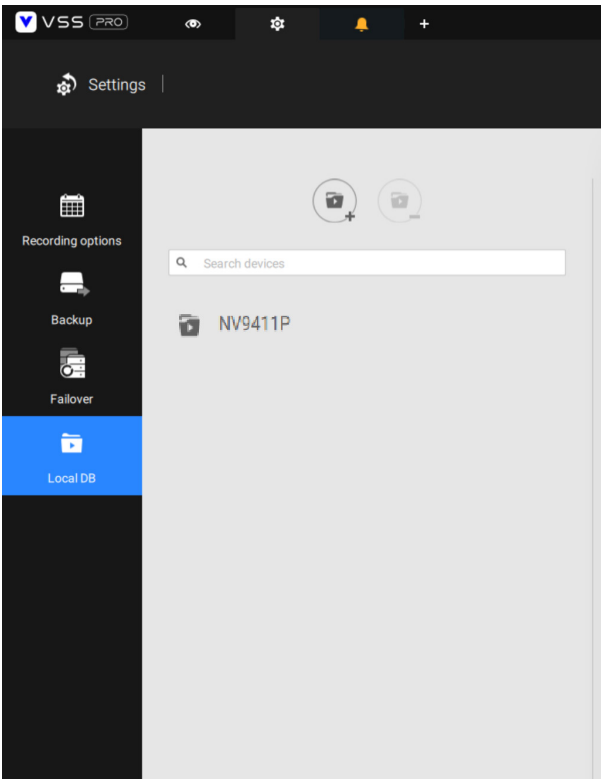 VSS PRO
Settings
Recording options
Search devices
Backup
NV9411P
Failover
Local DB